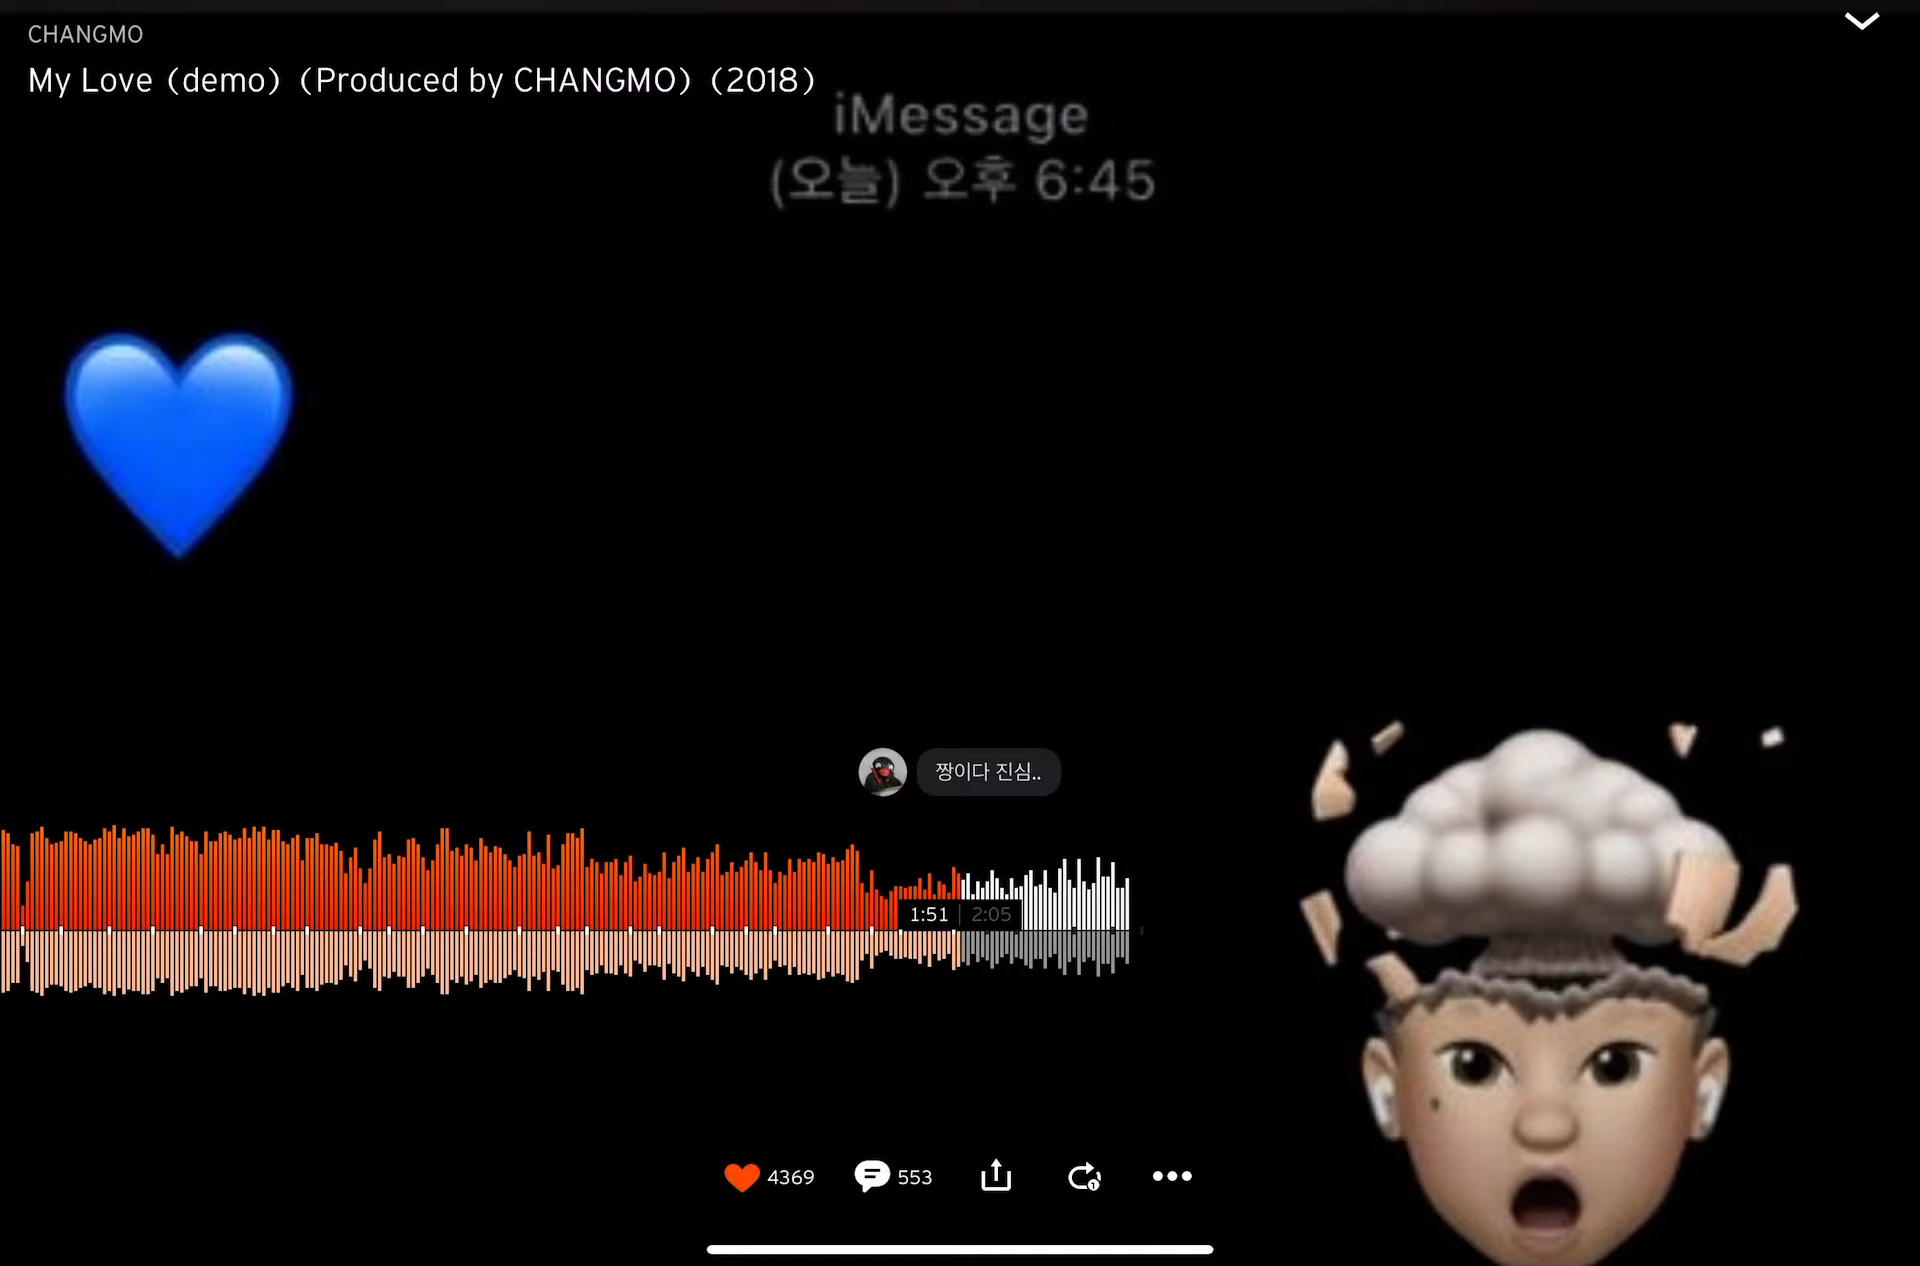 CHANGMO
My Love (demo) (Produced by CHANGMO) (2018)
iMessage
(오늘) 오후 6:45
짱이다 진심..
1:51 | 2:05
4369
553
1